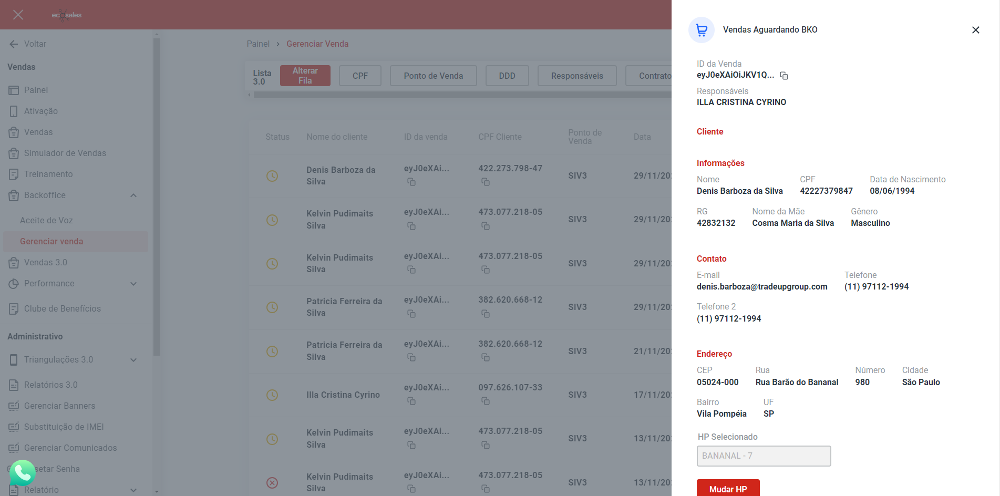 ecosales
Voltar
Vendas
Painel
Ativação
Vendas
Simulador de Vendas
Treinamento
Backoffice
Aceite de Voz
Gerenciar venda
Vendas 3.0
Performance
Clube de Benefícios
Administrativo
Triangulações 3.0
Relatórios 3.0
Gerenciar Banners
Substituição de IMEI
Gerenciar Comunicados
setar Senha
Relatório
Painel > Gerenciar Venda
Lista 3.0
Alterar Fila
CPF
Ponto de Venda
DDD
Responsáveis
Contrato
Status Nome do cliente ID da venda CPF Cliente Ponto de Venda Data
Denis Barboza da Silva eyJ0eXAi... 422.273.798-47 SIV3 29/11/20
Kelvin Pudimaits Silva eyJ0eXAi... 473.077.218-05 SIV3 29/11/20
Kelvin Pudimaits Silva eyJ0eXAi... 473.077.218-05 SIV3 29/11/20
Patricia Ferreira da Silva eyJ0eXAi... 382.620.668-12 SIV3 29/11/20
Patricia Ferreira da Silva eyJ0eXAi... 382.620.668-12 SIV3 21/11/20
Illa Cristina Cyrino eyJ0eXAi... 097.626.107-33 SIV3 17/11/20
Kelvin Pudimaits Silva eyJ0eXAi... 473.077.218-05 SIV3 13/11/20
Kelvin Pudimaits Silva eyJ0eXAi... 473.077.218-05 SIV3 13/11/20
Vendas Aguardando BKO
ID da Venda
eyJ0eXAiOiJKV1Q...
Responsáveis
ILLA CRISTINA CYRINO
Cliente
Informações
Nome CPF Data de Nascimento
Denis Barboza da Silva 42227379847 08/06/1994
RG Nome da Mãe Gênero
42832132 Cosma Maria da Silva Masculino
Contato
E-mail Telefone
denis.barboza@tradeupgroup.com (11) 97112-1994
Telefone 2
(11) 97112-1994
Endereço
CEP Rua Número Cidade
05024-000 Rua Barão do Bananal 980 São Paulo
Bairro UF
Vila Pompéia SP
HP Selecionado
BANANAL - 7
Mudar HP